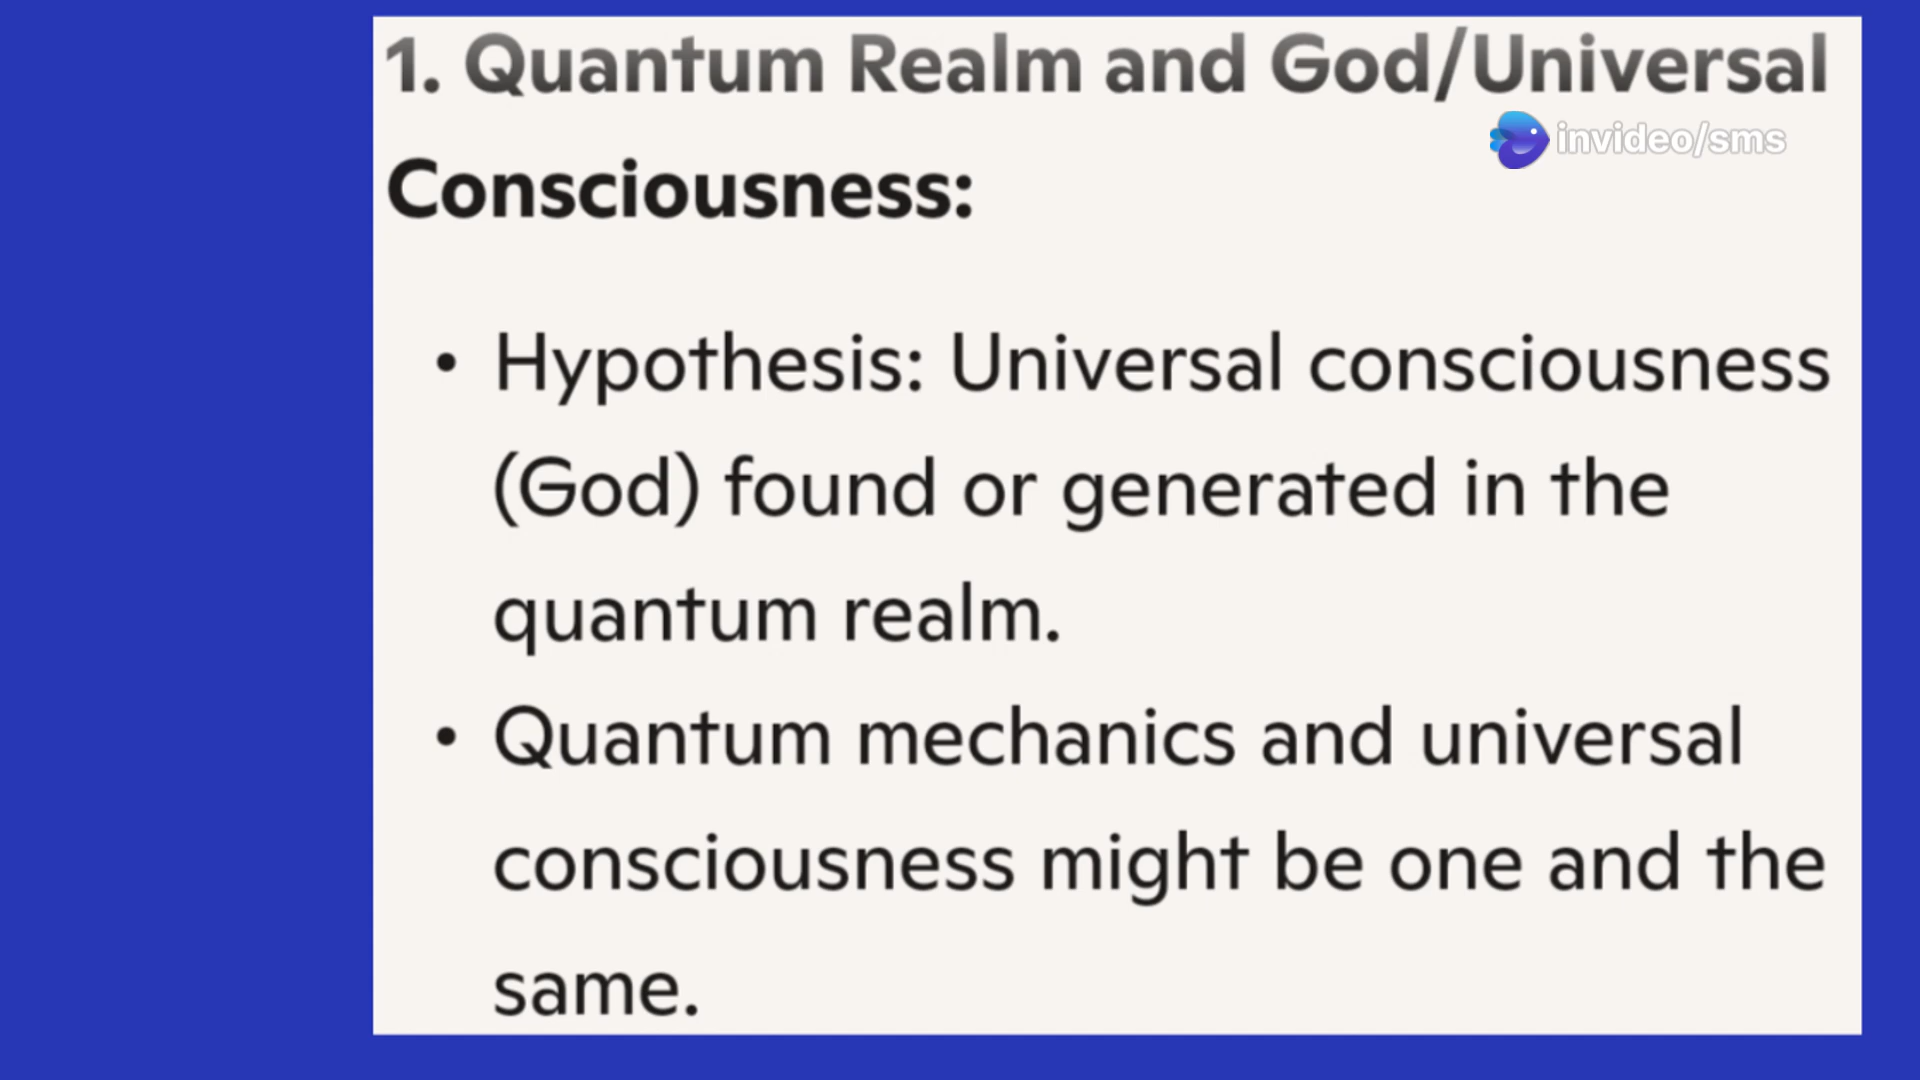 1. Quantum Realm and God/Universal
invideo/sms
Consciousness:
• Hypothesis: Universal consciousness
(God) found or generated in the
quantum realm.
• Quantum mechanics and universal
consciousness might be one and the
same.